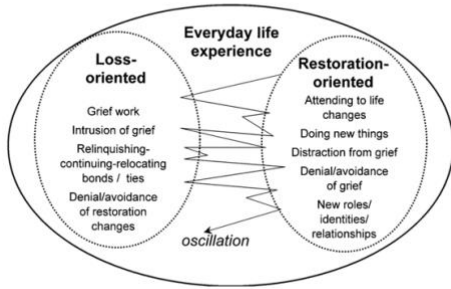 Everyday life
experience
Loss-
oriented
Grief work
Intrusion of grief
Relinquishing-
continuing-relocating
bonds / ties
Denial/avoidance
of restoration
changes
Restoration-
oriented
Attending to life
changes
Doing new things
Distraction from grief
Denial/avoidance
of grief
New roles/
identities/
relationships
oscillation